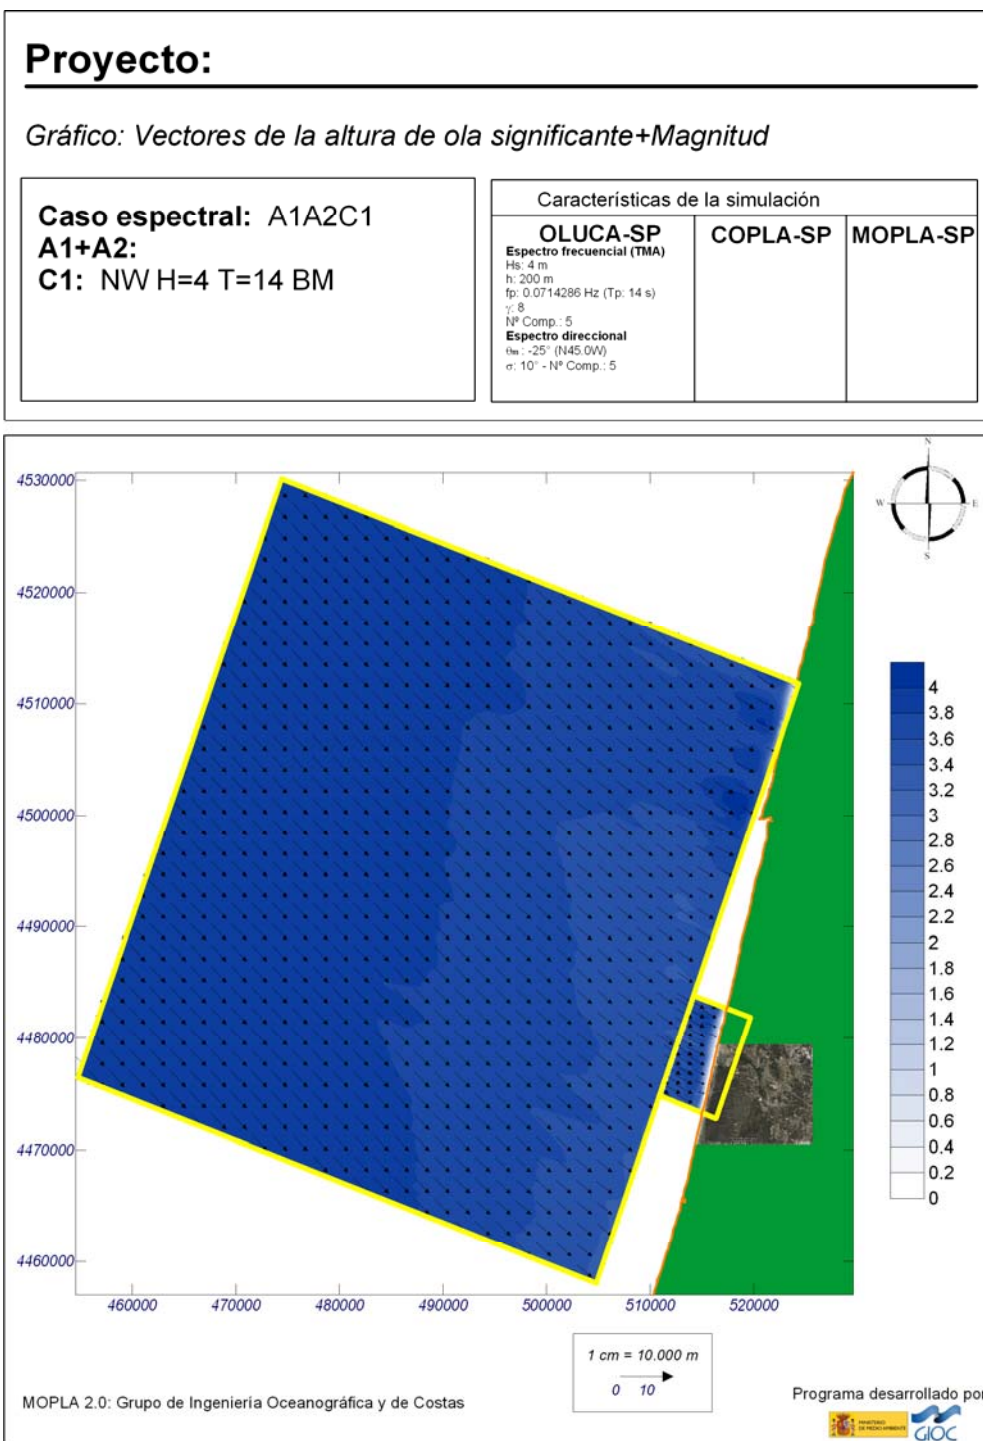 Proyecto:
Gráfico: Vectores de la altura de ola significante+Magnitud
Caso espectral: A1A2C1
A1+A2:
C1: NW H=4 T=14 BM
Características de la simulación
OLUCA-SP
Espectro frecuencial (TMA)
Hs: 4 m
h: 200 m
fp: 0.0714286 Hz (Tp: 14 s)
γ: 8
Nº Comp.: 5
Espectro direccional
θm : -25° (N45.0W)
σ: 10° - Nº Comp.: 5
COPLA-SP
MOPLA-SP
N
W
E
S
4530000
4520000
4510000
4500000
4490000
4480000
4470000
4460000
460000
470000
480000
490000
500000
510000
520000
4
3.8
3.6
3.4
3.2
3
2.8
2.6
2.4
2.2
2
1.8
1.6
1.4
1.2
1
0.8
0.6
0.4
0.2
0
1 cm = 10.000 m
0 10
MOPLA 2.0: Grupo de Ingeniería Oceanográfica y de Costas
Programa desarrollado por
MINISTERIO
DE MEDIO AMBIENTE
GIOC